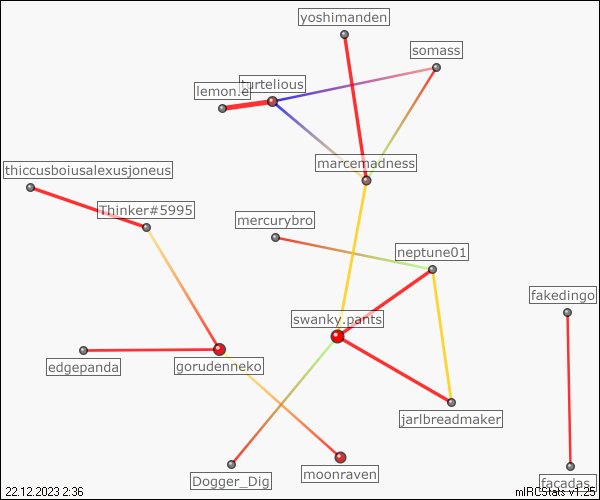 yoshimanden
somass
turtelious
lemon.e
marcemadness
thiccusboiusalexusjoneus
Thinker#5995
mercurybro
neptune01
fakedingo
swanky.pants
edgepanda
gorudenneko
jarlbreadmaker
Dogger_Dig
moonraven
facadas_
22.12.2023 2:36
mIRCStats v1.25